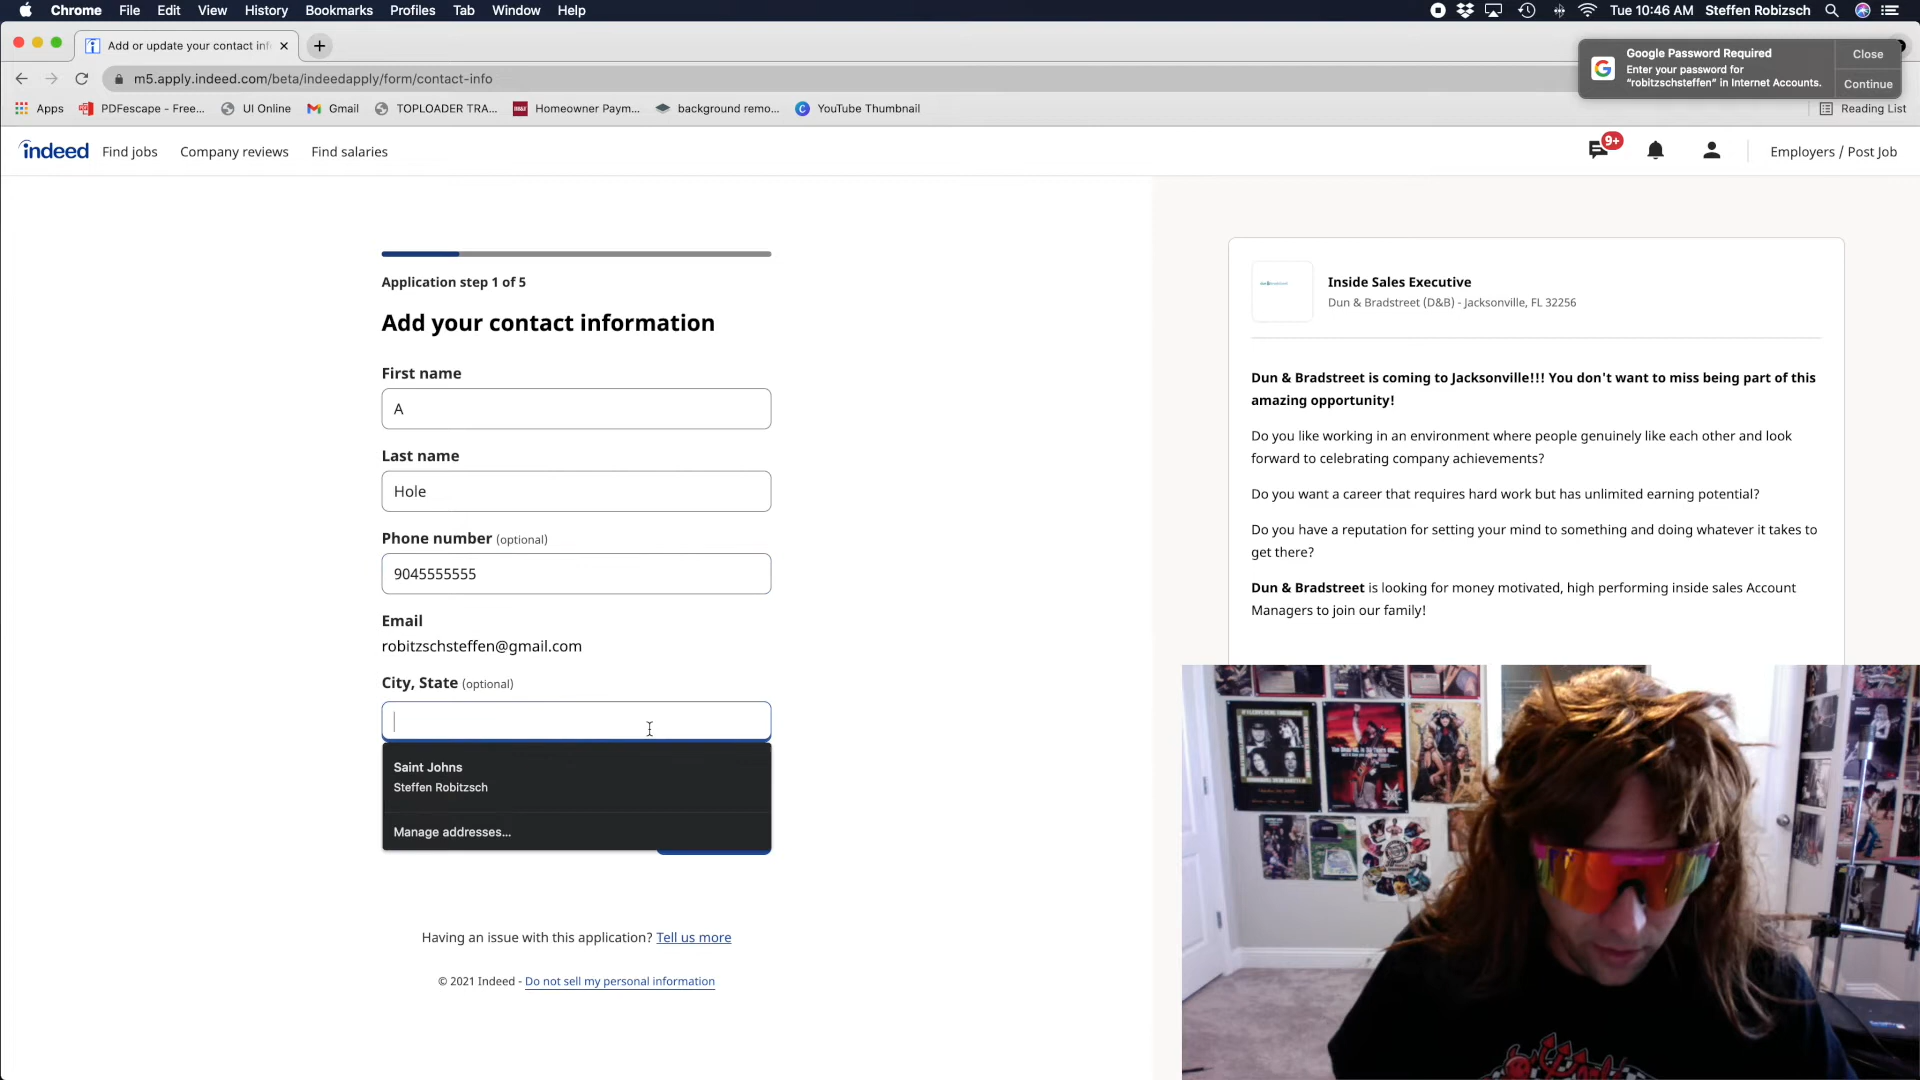 Chrome File Edit View History Bookmarks Profiles Tab Window Help
Tue 10:46 AM Steffen Robizsch
Add or update your contact inf
m5.apply.indeed.com/beta/indeedapply/form/contact-info
Google Password Required
Enter your password for
“robitzschsteffen” in Internet Accounts.
Close
Continue
Apps PDFescape - Free... UI Online Gmail TOPLOADER TRA... Homeowner Paym... background remo... YouTube Thumbnail
Reading List
indeed Find jobs Company reviews Find salaries
9+
Employers / Post Job
Application step 1 of 5
Add your contact information
First name
A
Last name
Hole
Phone number (optional)
9045555555
Email
robitzschsteffen@gmail.com
City, State (optional)
Saint Johns
Steffen Robitzsch
Manage addresses...
Having an issue with this application? Tell us more
© 2021 Indeed - Do not sell my personal information
Inside Sales Executive
Dun & Bradstreet (D&B) - Jacksonville, FL 32256
Dun & Bradstreet is coming to Jacksonville!!! You don't want to miss being part of this
amazing opportunity!
Do you like working in an environment where people genuinely like each other and look
forward to celebrating company achievements?
Do you want a career that requires hard work but has unlimited earning potential?
Do you have a reputation for setting your mind to something and doing whatever it takes to
get there?
Dun & Bradstreet is looking for money motivated, high performing inside sales Account
Managers to join our family!